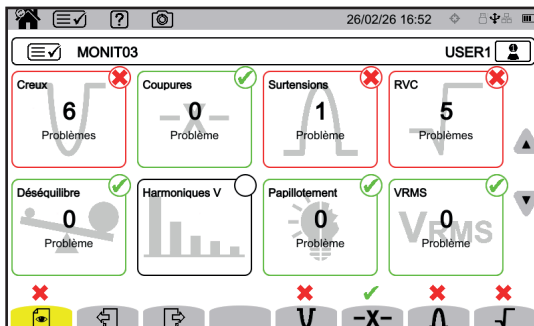 26/02/26 16:52
MONIT03 USER1
Creux Coupures Surtensions RVC
6 0 1 5
Problèmes Problème Problème Problèmes
Déséquilibre Harmoniques V Papillotement VRMS
0 0 VRMS 0
Problème Problème Problème